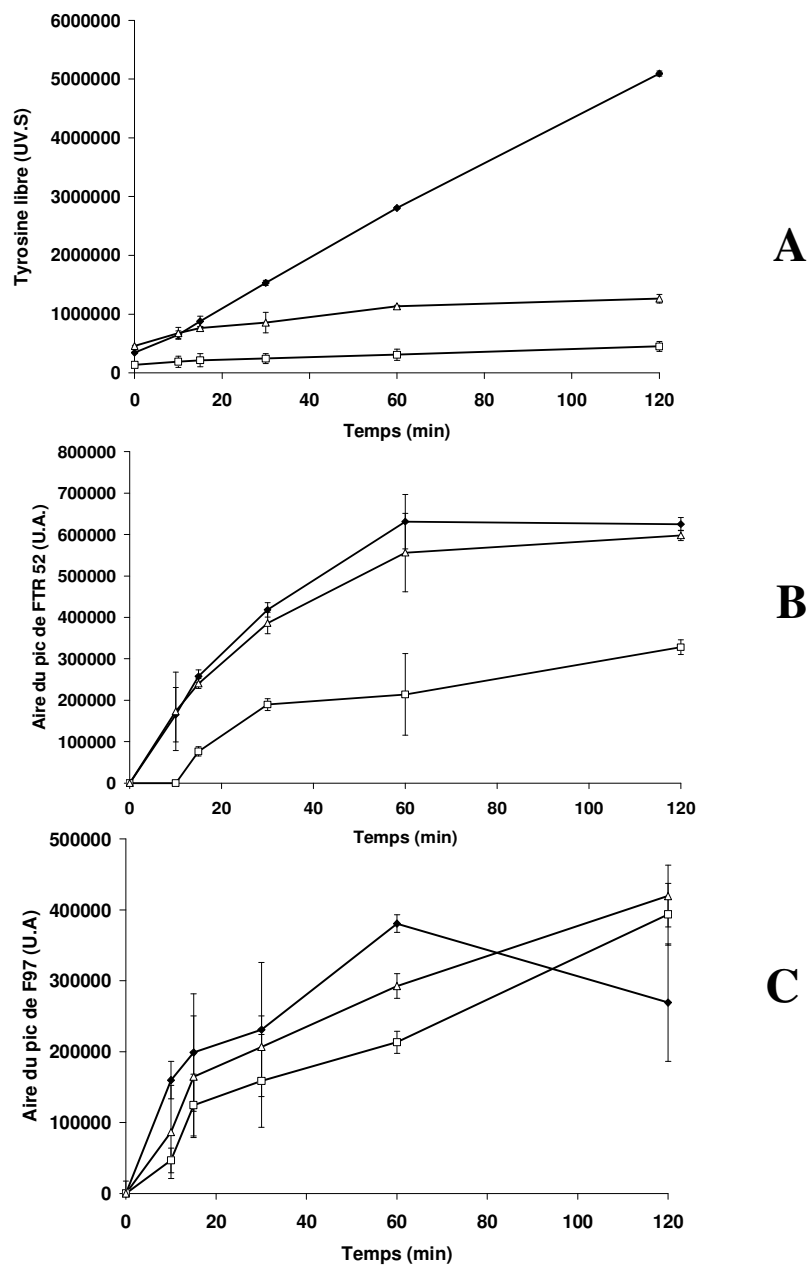 6000000
5000000
4000000
3000000
2000000
1000000
0
Tyrosine libre (UV.S)
0 20 40 60 80 100 120
Temps (min)
A
800000
700000
600000
500000
400000
300000
200000
100000
0
Aire du pic de FTR 52 (U.A.)
0 20 40 60 80 100 120
Temps (min)
B
500000
400000
300000
200000
100000
0
Aire du pic de F97 (U.A)
0 20 40 60 80 100 120
Temps (min)
C